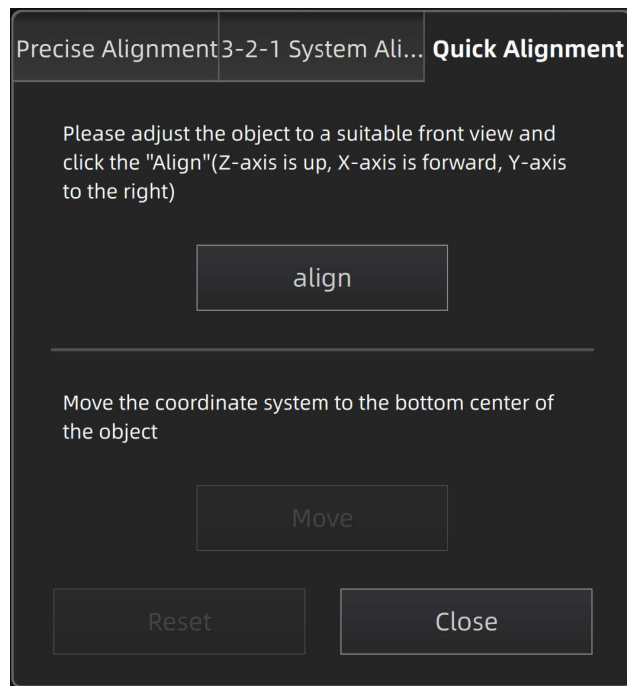 Precise Alignment 3-2-1 System Ali... Quick Alignment
Please adjust the object to a suitable front view and
click the "Align"(Z-axis is up, X-axis is forward, Y-axis
to the right)
align
Move the coordinate system to the bottom center of
the object
Move
Reset Close